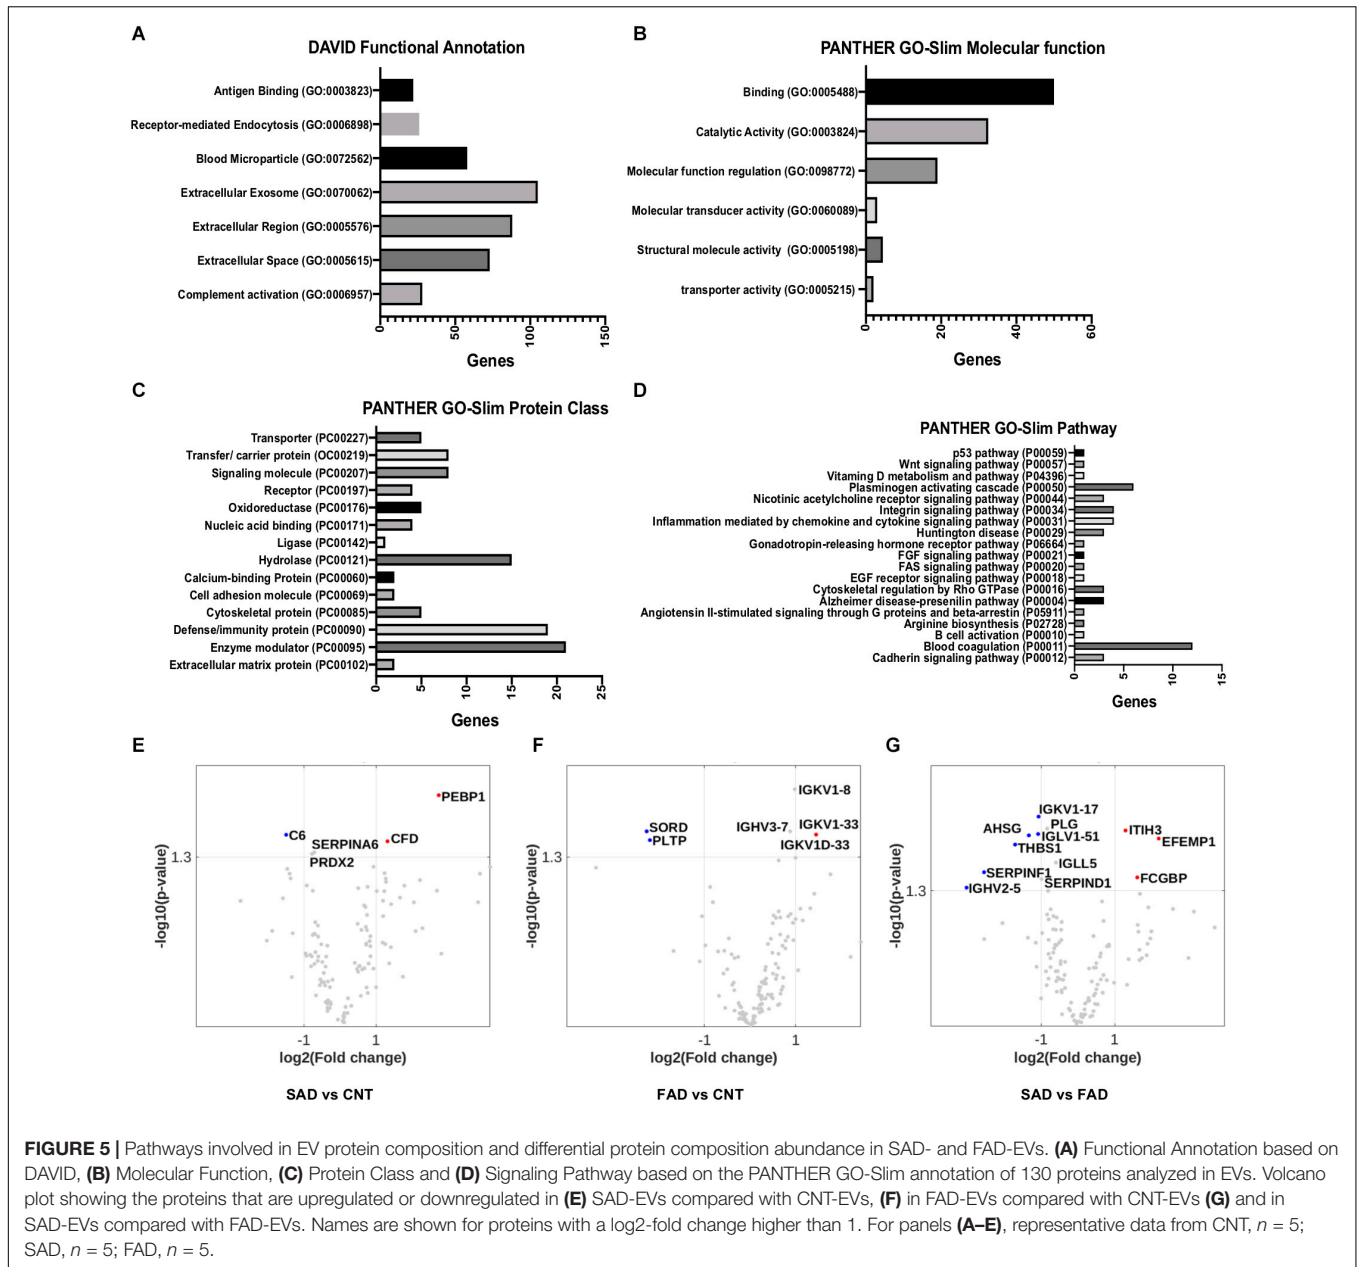 A
DAVID Functional Annotation
Antigen Binding (GO:0003823)
Receptor-mediated Endocytosis (GO:0006898)
Blood Microparticle (GO:0072562)
Extracellular Exosome (GO:0070062)
Extracellular Region (GO:0005576)
Extracellular Space (GO:0005615)
Complement activation (GO:0006957)
0 50 100 150
Genes
B
PANTHER GO-Slim Molecular function
Binding (GO:0005488)
Catalytic Activity (GO:0003824)
Molecular function regulation (GO:0098772)
Molecular transducer activity (GO:0060089)
Structural molecule activity (GO:0005198)
transporter activity (GO:0005215)
0 20 40 60
Genes
C
PANTHER GO-Slim Protein Class
Transporter (PC00227)
Transfer/ carrier protein (OC00219)
Signaling molecule (PC00207)
Receptor (PC00197)
Oxidoreductase (PC00176)
Nucleic acid binding (PC00171)
Ligase (PC00142)
Hydrolase (PC00121)
Calcium-binding Protein (PC00060)
Cell adhesion molecule (PC00069)
Cytoskeletal protein (PC00085)
Defense/immunity protein (PC00090)
Enzyme modulator (PC00095)
Extracellular matrix protein (PC00102)
0 5 10 15 20 25
Genes
D
PANTHER GO-Slim Pathway
p53 pathway (P00059)
Wnt signaling pathway (P00057)
Vitaming D metabolism and pathway (P04396)
Plasminogen activating cascade (P00050)
Nicotinic acetylcholine receptor signaling pathway (P00044)
Integrin signaling pathway (P00034)
Inflammation mediated by chemokine and cytokine signaling pathway (P00031)
Huntington disease (P00029)
Gonadotropin-releasing hormone receptor pathway (P06664)
FGF signaling pathway (P00021)
FAS signaling pathway (P00020)
EGF receptor signaling pathway (P00018)
Cytoskeletal regulation by Rho GTPase (P00016)
Alzheimer disease-presenilin pathway (P00004)
Angiotensin II-stimulated signaling through G proteins and beta-arrestin (P05911)
Arginine biosynthesis (P02728)
B cell activation (P00010)
Blood coagulation (P00011)
Cadherin signaling pathway (P00012)
0 5 10 15
Genes
E
PEBP1
C6
SERPINA6
CFD
PRDX2
1.3
-log10(p-value)
-1 1
log2(Fold change)
SAD vs CNT
F
IGKV1-8
SORD
IGHV3-7
IGKV1-33
PLTP
IGKV1D-33
1.3
-log10(p-value)
-1 1
log2(Fold change)
FAD vs CNT
G
IGKV1-17
AHSG
PLG
ITIH3
IGLV1-51
EFEMP1
THBS1
IGLL5
SERPINF1
FCGBP
SERPIND1
IGHV2-5
1.3
-log10(p-value)
-1 1
log2(Fold change)
SAD vs FAD
FIGURE 5 | Pathways involved in EV protein composition and differential protein composition abundance in SAD- and FAD-EVs. (A) Functional Annotation based on
DAVID, (B) Molecular Function, (C) Protein Class and (D) Signaling Pathway based on the PANTHER GO-Slim annotation of 130 proteins analyzed in EVs. Volcano
plot showing the proteins that are upregulated or downregulated in (E) SAD-EVs compared with CNT-EVs, (F) in FAD-EVs compared with CNT-EVs (G) and in
SAD-EVs compared with FAD-EVs. Names are shown for proteins with a log2-fold change higher than 1. For panels (A–E), representative data from CNT, n = 5;
SAD, n = 5; FAD, n = 5.